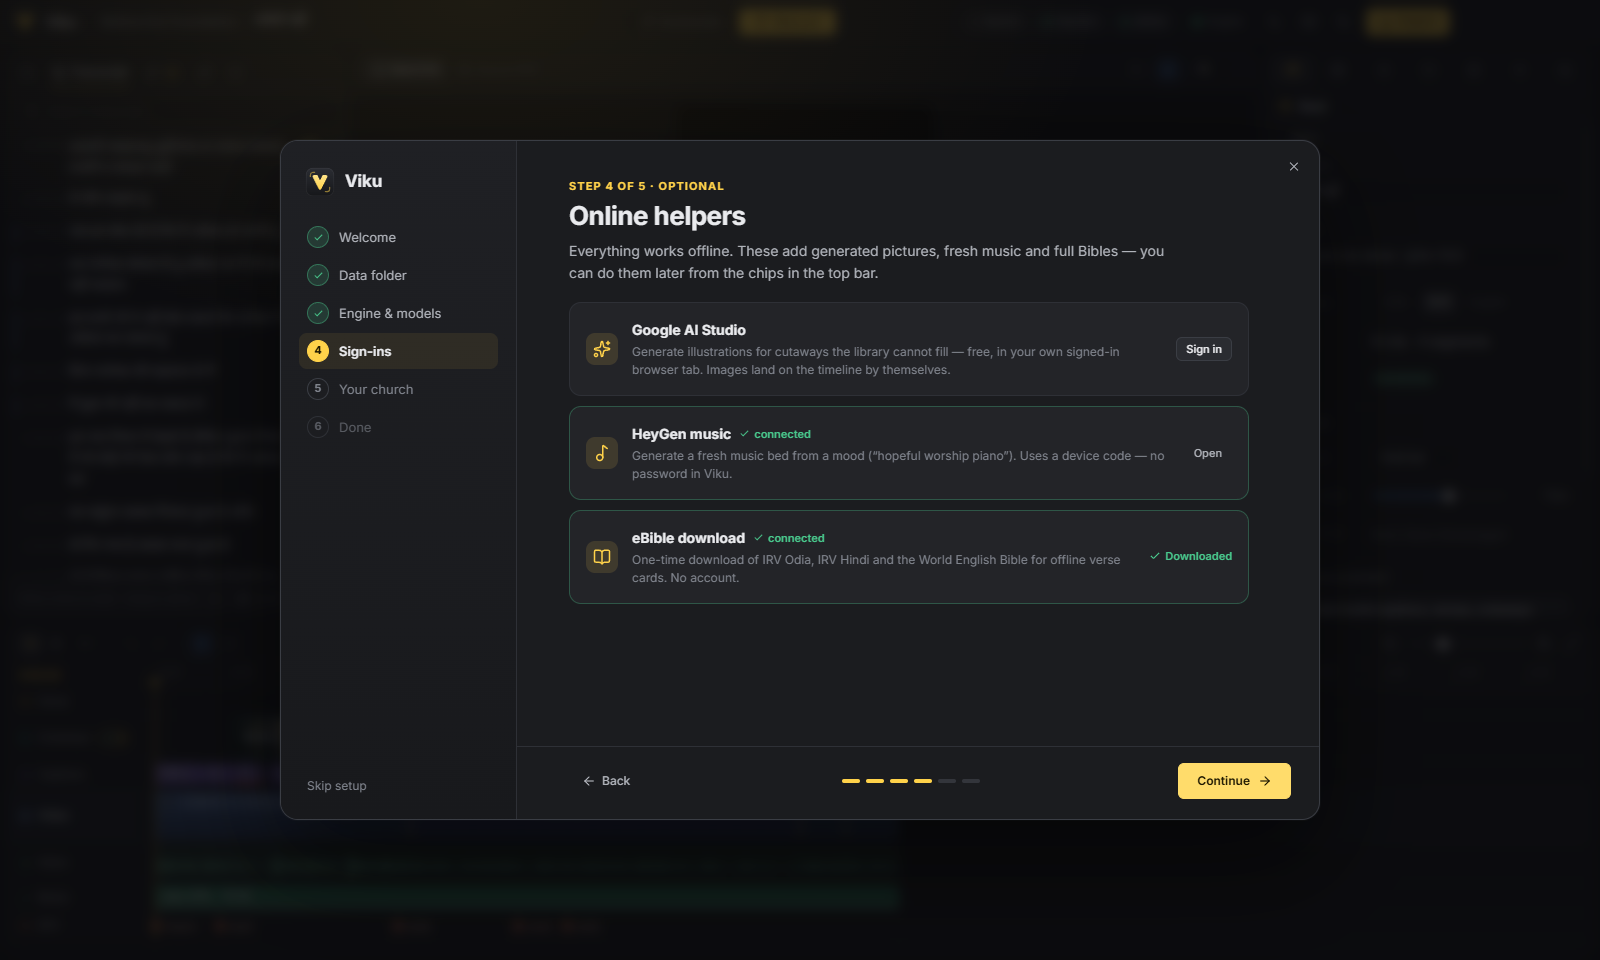 Viku
Welcome
Data folder
Engine & models
4 Sign-ins
5 Your church
6 Done
Skip setup
STEP 4 OF 5 · OPTIONAL
Online helpers
Everything works offline. These add generated pictures, fresh music and full Bibles — you
can do them later from the chips in the top bar.
Google AI Studio
Generate illustrations for cutaways the library cannot fill — free, in your own signed-in
browser tab. Images land on the timeline by themselves.
Sign in
HeyGen music ✓ connected
Generate a fresh music bed from a mood (“hopeful worship piano”). Uses a device code — no
password in Viku.
Open
eBible download ✓ connected
One-time download of IRV Odia, IRV Hindi and the World English Bible for offline verse
cards. No account.
✓ Downloaded
← Back
Continue →